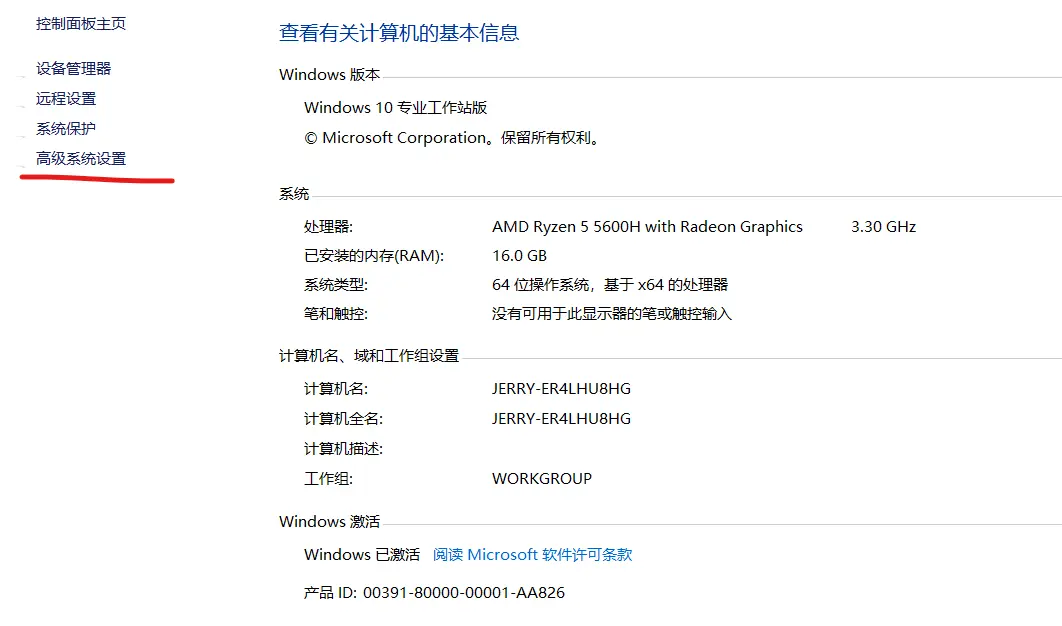 控制面板主页
设备管理器
远程设置
系统保护
高级系统设置
查看有关计算机的基本信息
Windows 版本
Windows 10 专业工作站版
© Microsoft Corporation。保留所有权利。
系统
处理器: AMD Ryzen 5 5600H with Radeon Graphics 3.30 GHz
已安装的内存(RAM): 16.0 GB
系统类型: 64 位操作系统，基于 x64 的处理器
笔和触控: 没有可用于此显示器的笔或触控输入
计算机名、域和工作组设置
计算机名: JERRY-ER4LHU8HG
计算机全名: JERRY-ER4LHU8HG
计算机描述:
工作组: WORKGROUP
Windows 激活
Windows 已激活 阅读 Microsoft 软件许可条款
产品 ID: 00391-80000-00001-AA826